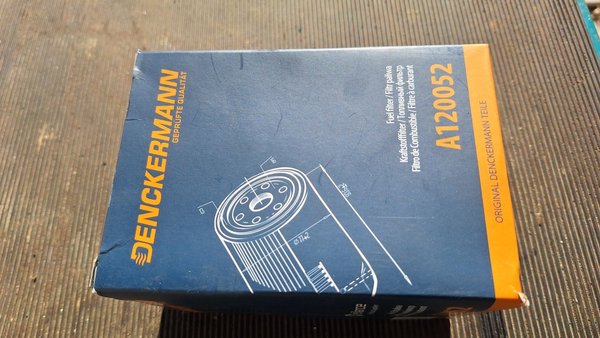 DENCKERMANN
GEPRÜFTE QUALITÄT
Fuel filter / Filtr paliwa
Kraftstofffilter / Топливный фильтр
Filtro de Combustible / Filtre à carburant
A120052
ORIGINAL DENCKERMANN TEILE